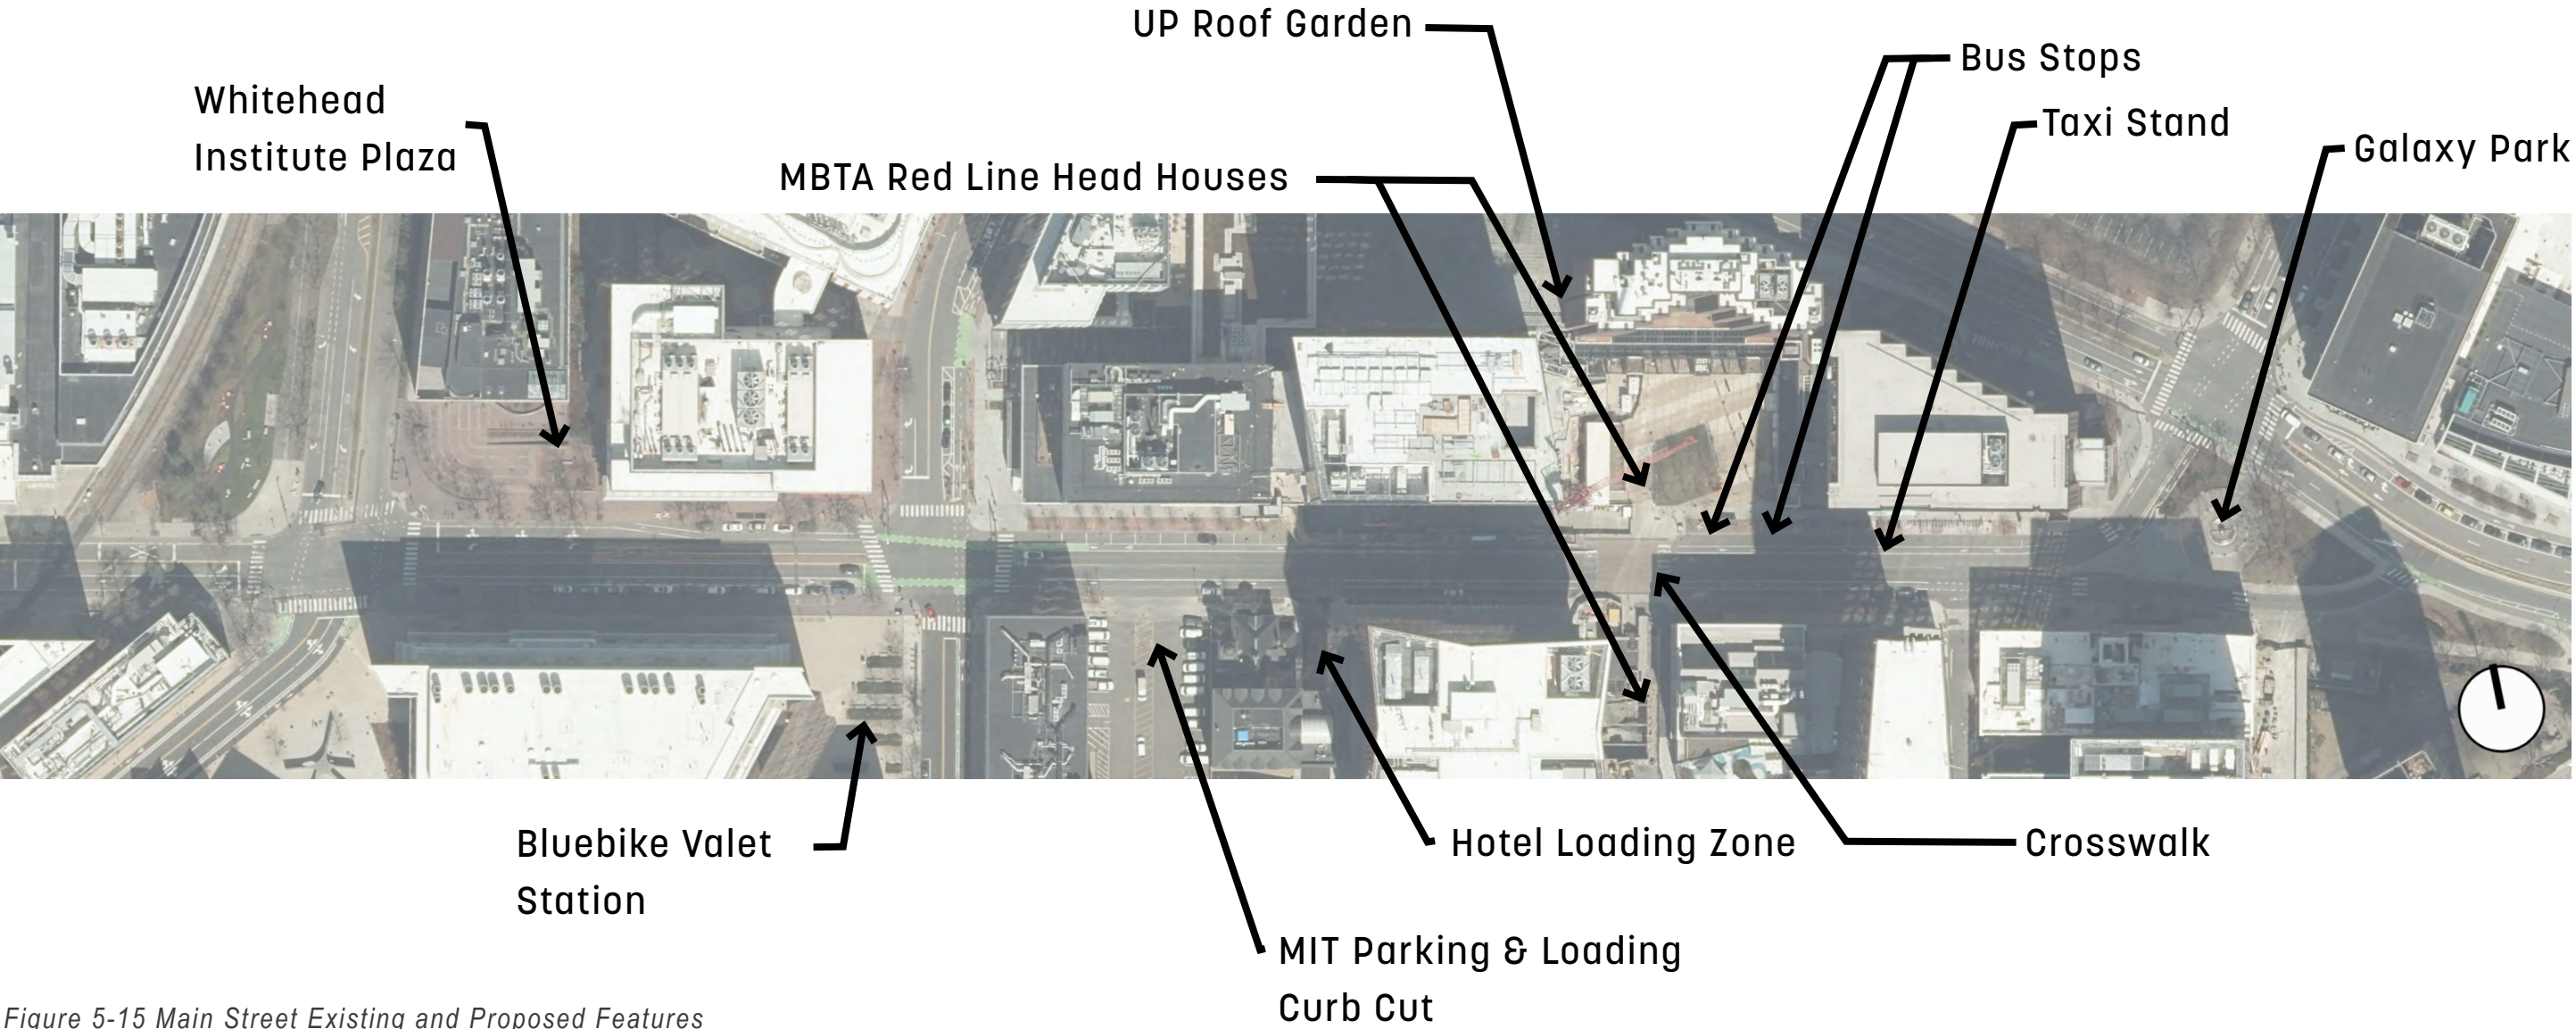 UP Roof Garden
Bus Stops
Whitehead
Institute Plaza
Taxi Stand
MBTA Red Line Head Houses
Galaxy Park
Bluebike Valet
Station
Hotel Loading Zone
Crosswalk
MIT Parking & Loading
Curb Cut
Figure 5-15 Main Street Existing and Proposed Features